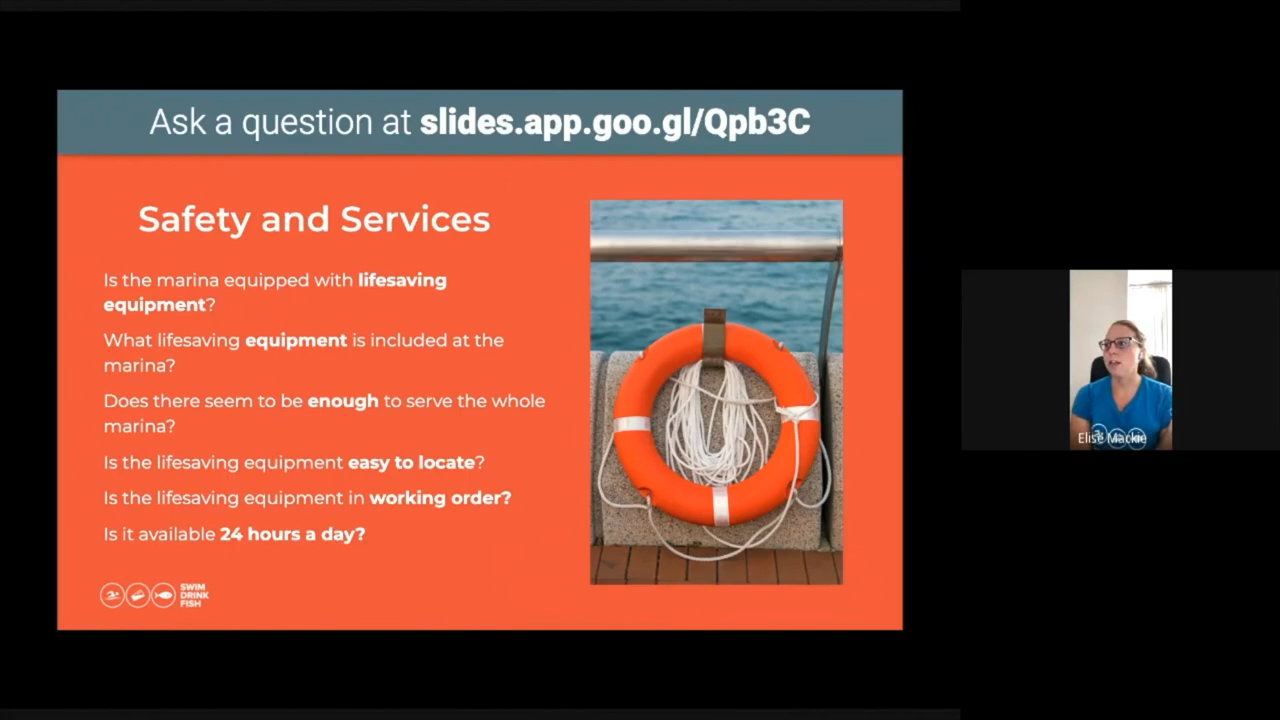 Ask a question at slides.app.goo.gl/Qpb3C
Safety and Services
Is the marina equipped with lifesaving
equipment?
What lifesaving equipment is included at the
marina?
Does there seem to be enough to serve the whole
marina?
Is the lifesaving equipment easy to locate?
Is the lifesaving equipment in working order?
Is it available 24 hours a day?
SWIM
DRINK
FISH
Elise Mackie